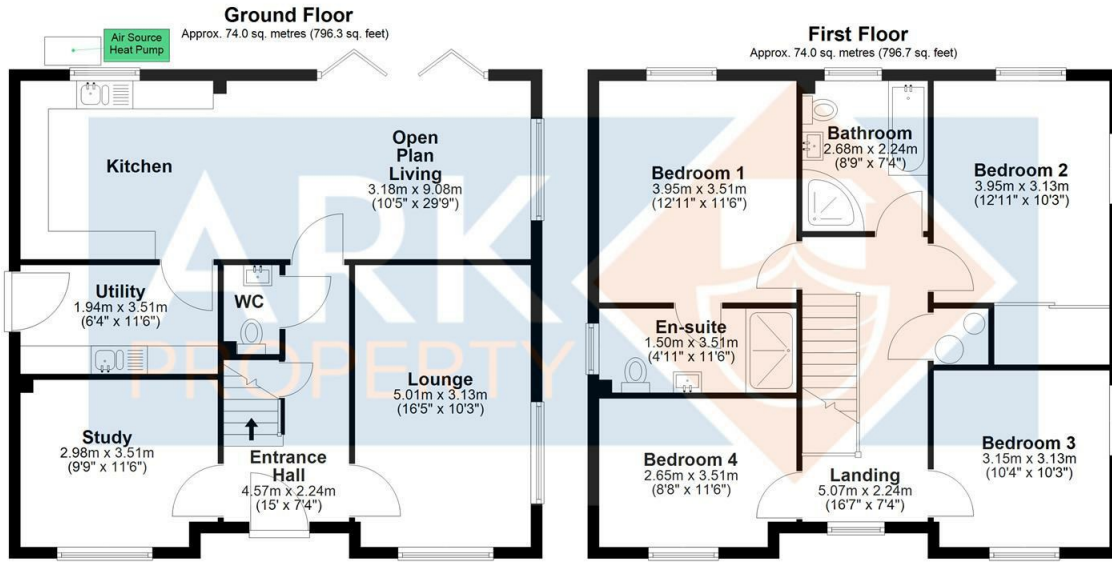 Ground Floor
Approx. 74.0 sq. metres (796.3 sq. feet)
Air Source
Heat Pump
Kitchen
Open
Plan
Living
3.18m x 9.08m
(10'5" x 29'9")
Utility
1.94m x 3.51m
(6'4" x 11'6")
WC
Lounge
5.01m x 3.13m
(16'5" x 10'3")
Study
2.98m x 3.51m
(9'9" x 11'6")
Entrance
Hall
4.57m x 2.24m
(15' x 7'4")
First Floor
Approx. 74.0 sq. metres (796.7 sq. feet)
Bedroom 1
3.95m x 3.51m
(12'11" x 11'6")
Bathroom
2.68m x 2.24m
(8'9" x 7'4")
Bedroom 2
3.95m x 3.13m
(12'11" x 10'3")
En-suite
1.50m x 3.51m
(4'11" x 11'6")
Bedroom 4
2.65m x 3.51m
(8'8" x 11'6")
Landing
5.07m x 2.24m
(16'7" x 7'4")
Bedroom 3
3.15m x 3.13m
(10'4" x 10'3")
ARK
PROPERTY